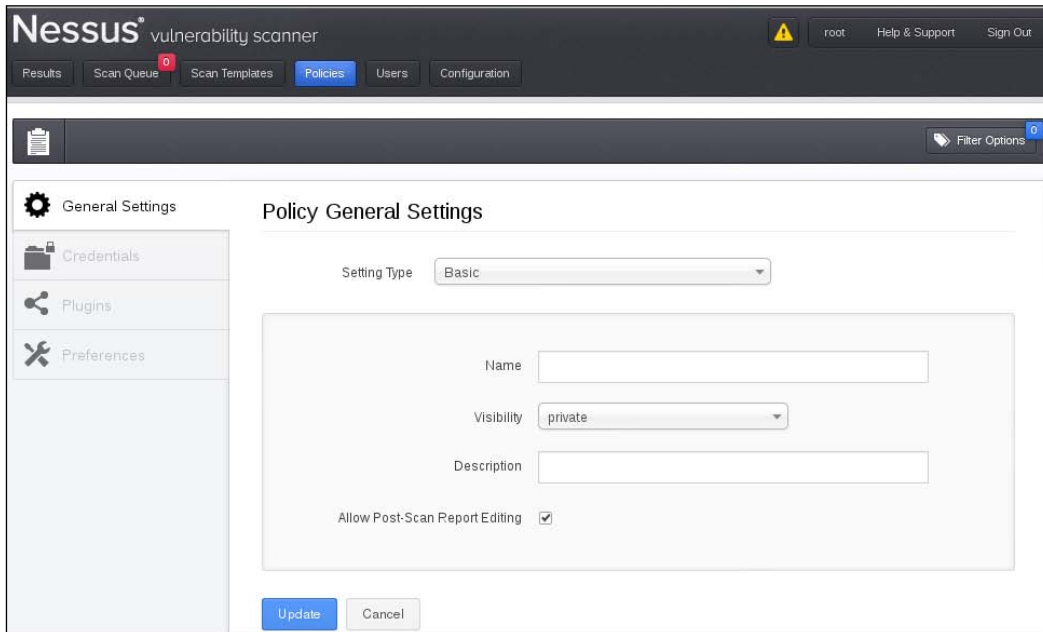 Nessus® vulnerability scanner
root Help & Support Sign Out
Results Scan Queue 0 Scan Templates Policies Users Configuration
Filter Options 0
General Settings
Credentials
Plugins
Preferences
Policy General Settings
Setting Type Basic
Name
Visibility private
Description
Allow Post-Scan Report Editing
Update Cancel